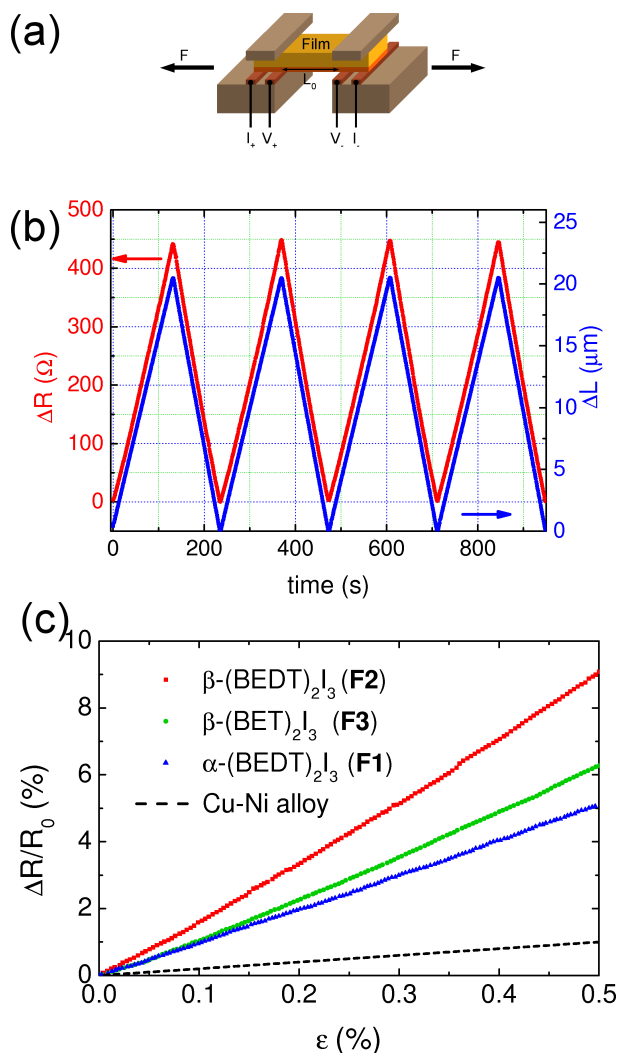 (a)
Film
F
F
L₀
I₊ V₊ V₋ I₋
(b)
500
400
300
200
100
0
ΔR (Ω)
25
20
15
10
5
0
ΔL (μm)
0 200 400 600 800
time (s)
(c)
10
8
6
4
2
0
ΔR/R₀ (%)
β-(BEDT)₂I₃ (F2)
β-(BET)₂I₃ (F3)
α-(BEDT)₂I₃ (F1)
Cu-Ni alloy
0.0 0.1 0.2 0.3 0.4 0.5
ε (%)